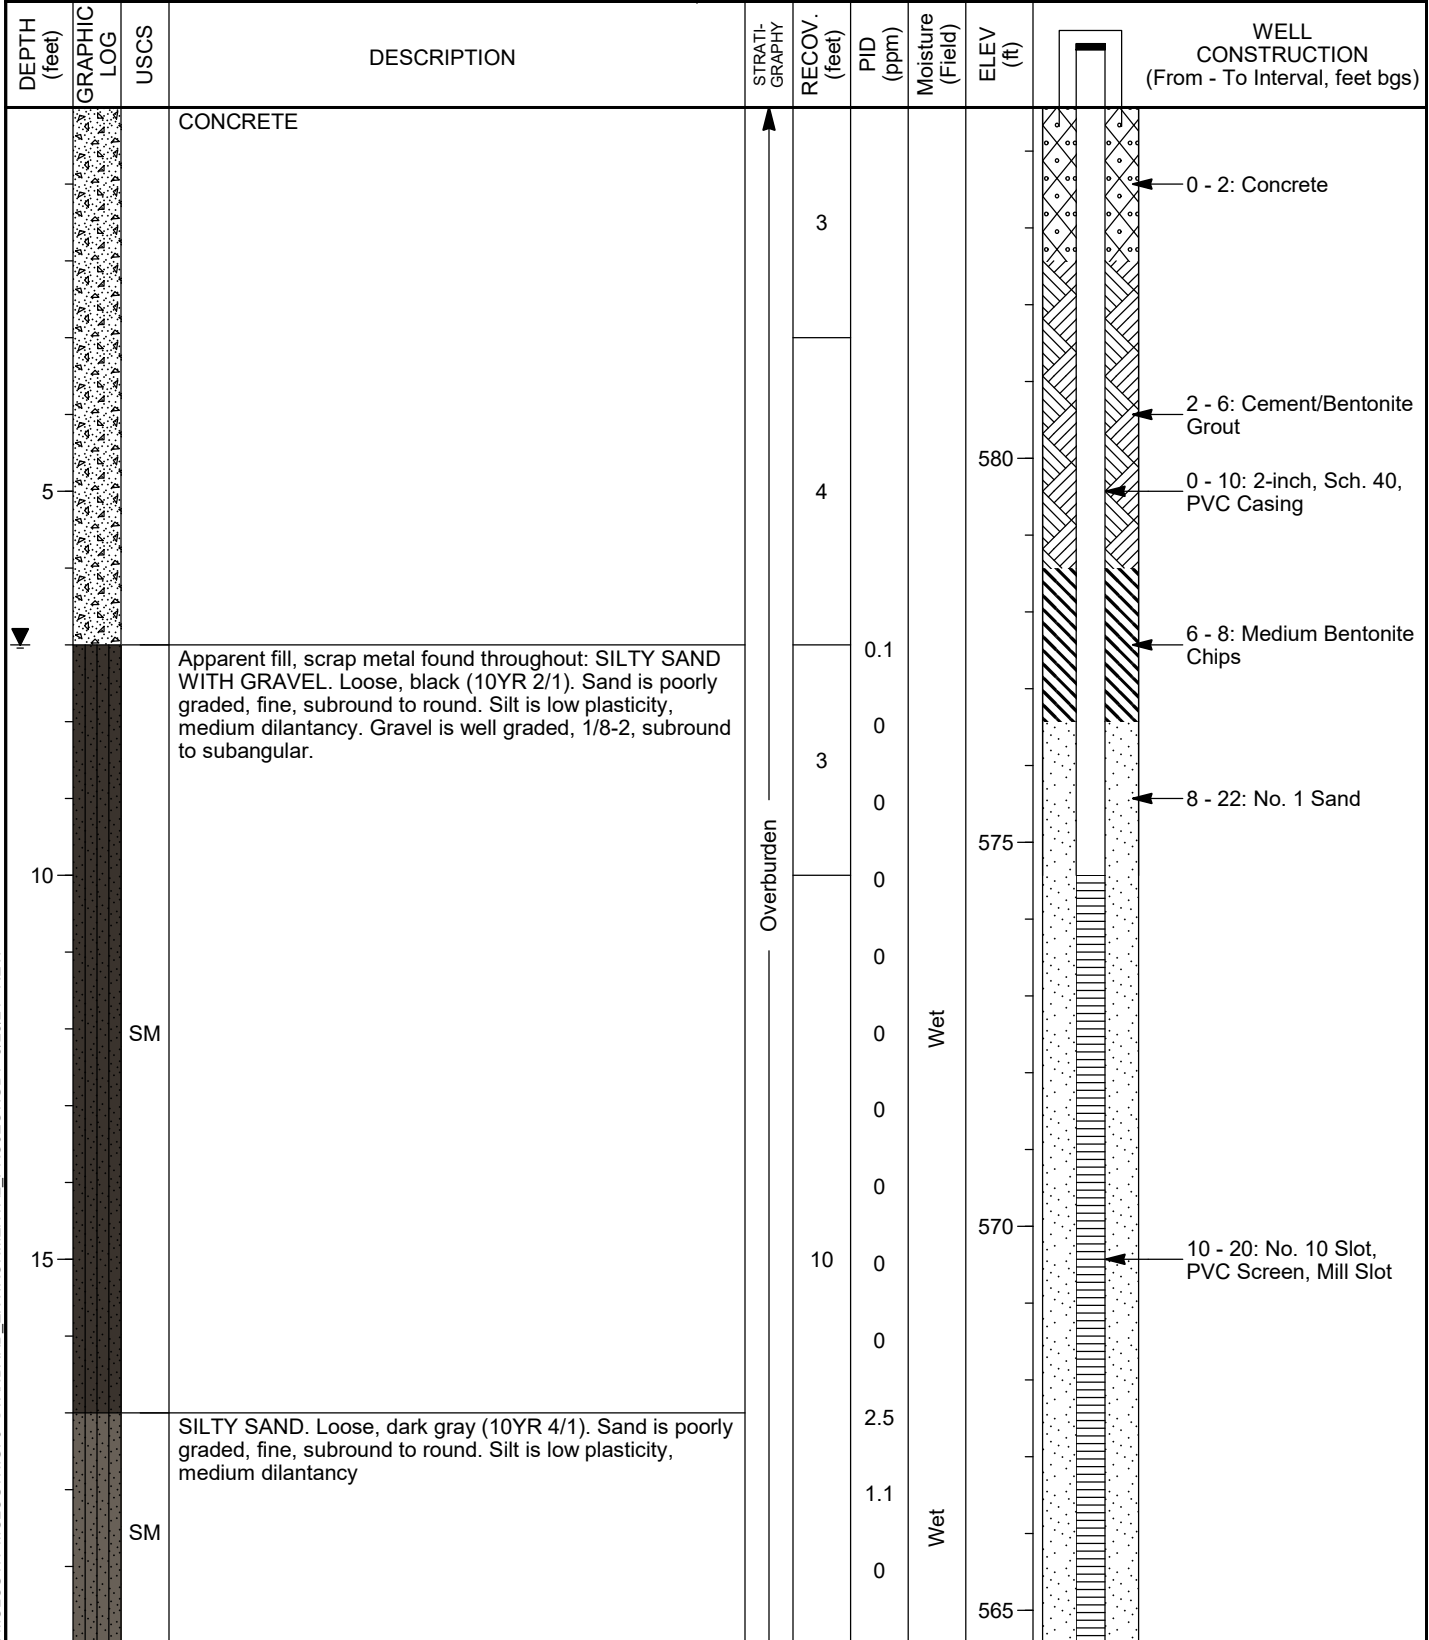 DEPTH
(feet)
GRAPHIC
LOG
USCS
DESCRIPTION
STRATI-
GRAPHY
RECOV.
(feet)
PID
(ppm)
Moisture
(Field)
ELEV
(ft)
WELL
CONSTRUCTION
(From - To Interval, feet bgs)
CONCRETE
0 - 2: Concrete
3
2 - 6: Cement/Bentonite
Grout
580
5
4
0 - 10: 2-inch, Sch. 40,
PVC Casing
6 - 8: Medium Bentonite
Chips
Apparent fill, scrap metal found throughout: SILTY SAND
WITH GRAVEL. Loose, black (10YR 2/1). Sand is poorly
graded, fine, subround to round. Silt is low plasticity,
medium dilantancy. Gravel is well graded, 1/8-2, subround
to subangular.
0.1
0
3
0
8 - 22: No. 1 Sand
575
Overburden
10
0
0
SM
0
Wet
0
0
570
15
10
0
10 - 20: No. 10 Slot,
PVC Screen, Mill Slot
0
SILTY SAND. Loose, dark gray (10YR 4/1). Sand is poorly
graded, fine, subround to round. Silt is low plasticity,
medium dilantancy
2.5
1.1
SM
Wet
0
565